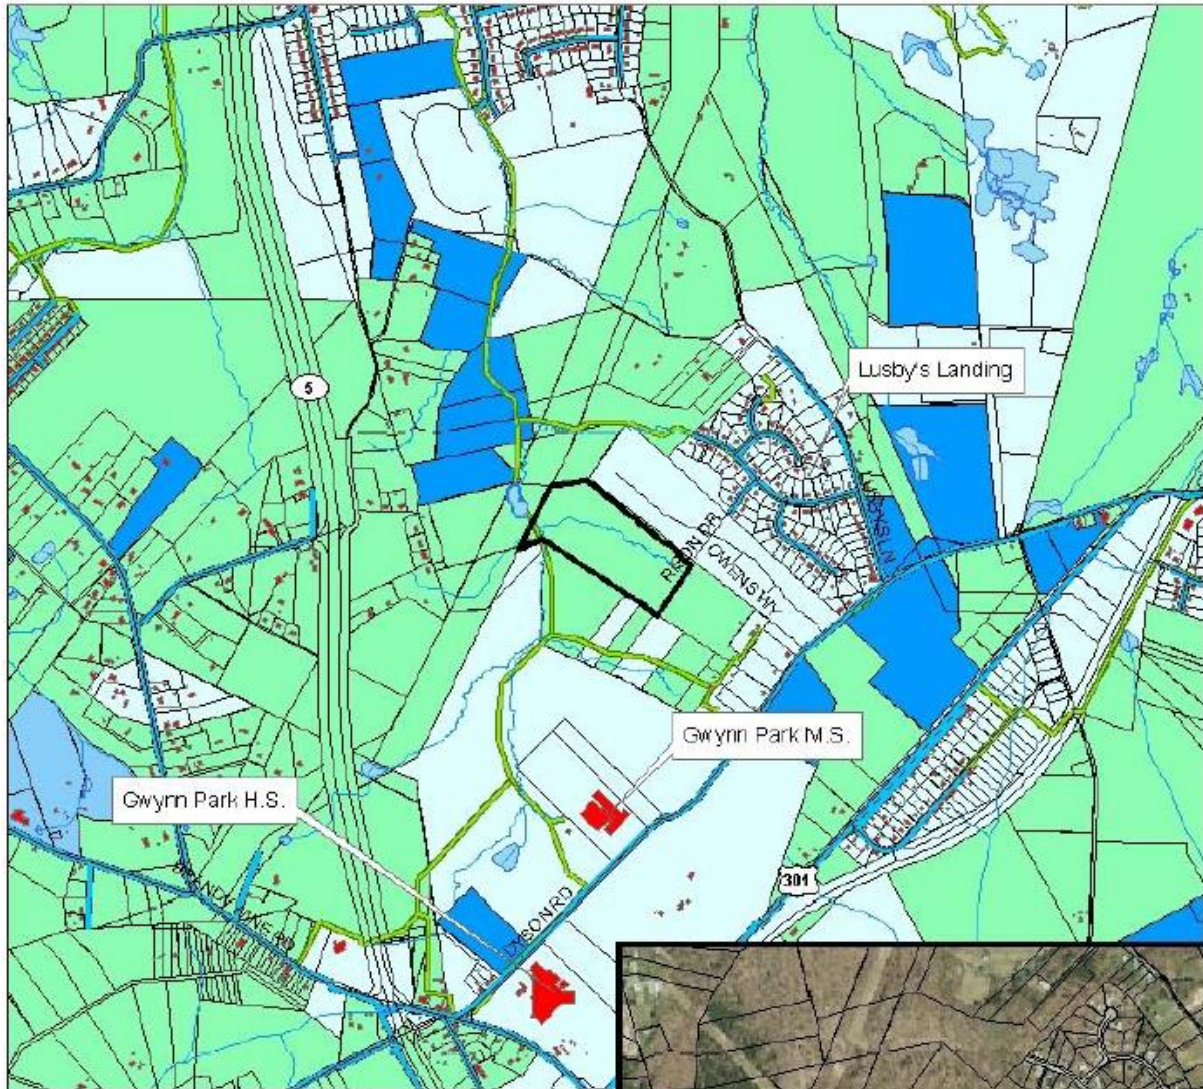 5
Lusby's Landing
OWENS WY
Gwynn Park M.S.
Gwynn Park H.S.
301
DYSON RD